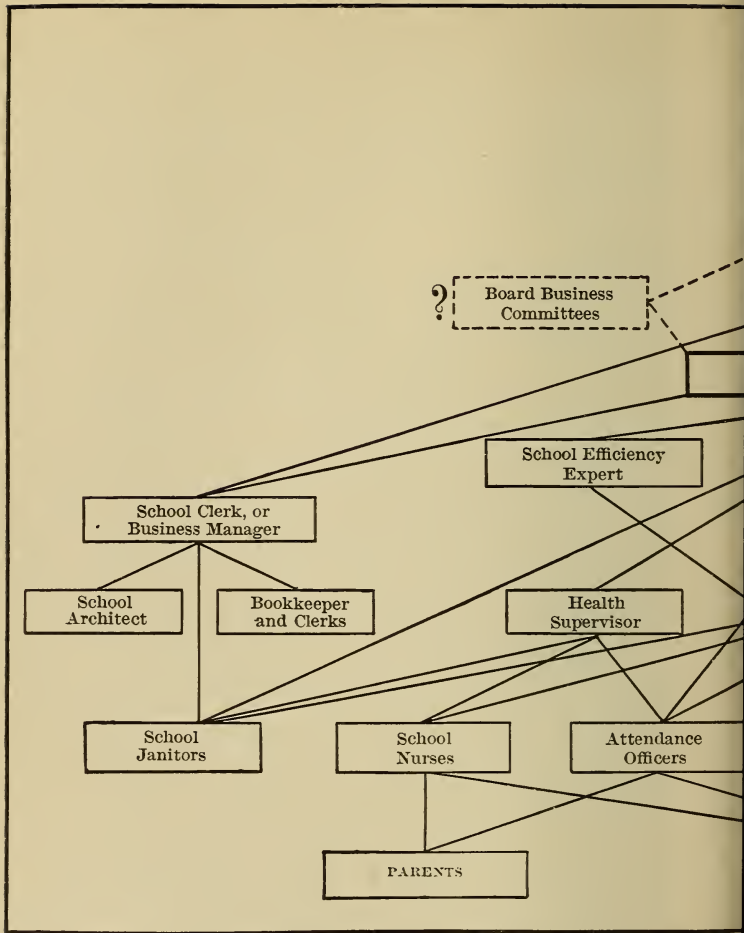 ?
Board Business
Committees
School Efficiency
Expert
School Clerk, or
Business Manager
School
Architect
Bookkeeper
and Clerks
Health
Supervisor
School
Janitors
School
Nurses
Attendance
Officers
PARENTS